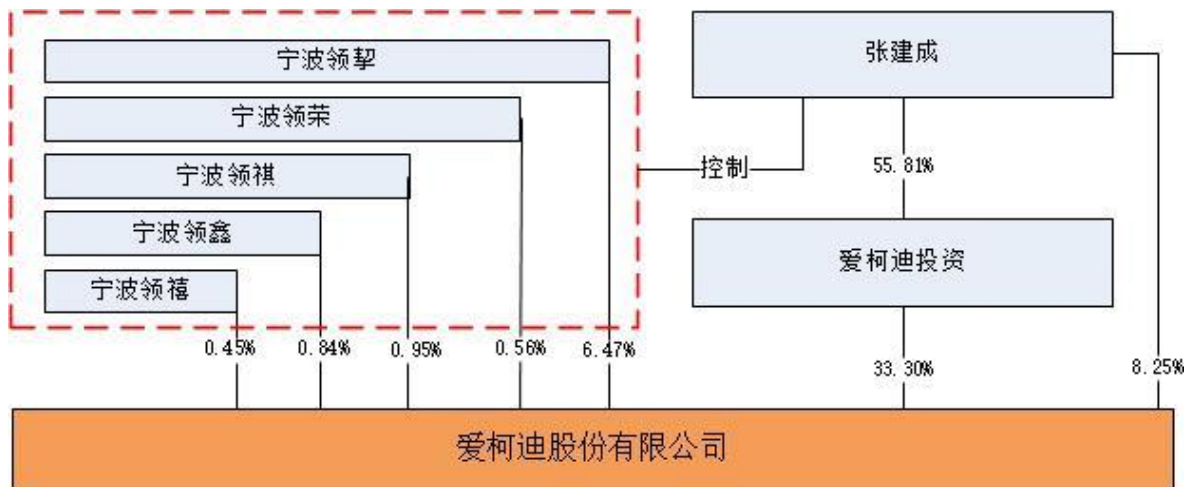 宁波领挈
宁波领荣
宁波领祺
宁波领鑫
宁波领禧
张建成
控制
55.81%
爱柯迪投资
0.45%
0.84%
0.95%
0.56%
6.47%
33.30%
8.25%
爱柯迪股份有限公司